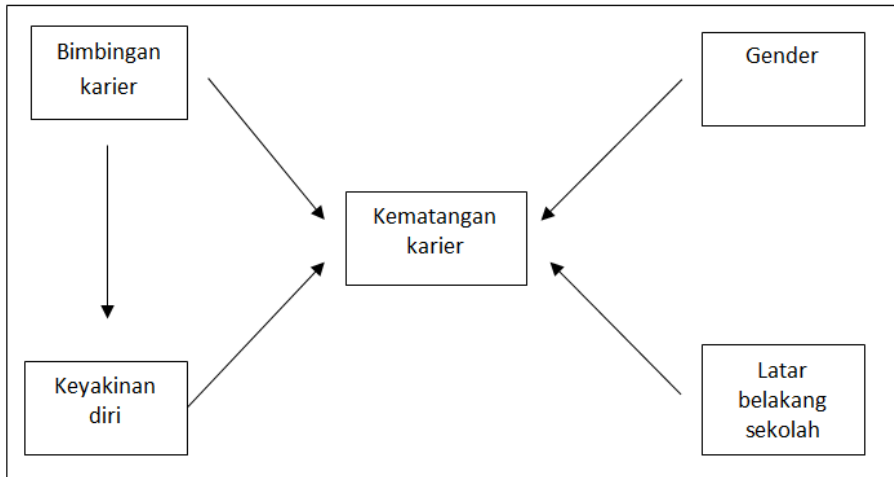 Bimbingan
karier
Gender
Kematangan
karier
Keyakinan
diri
Latar
belakang
sekolah